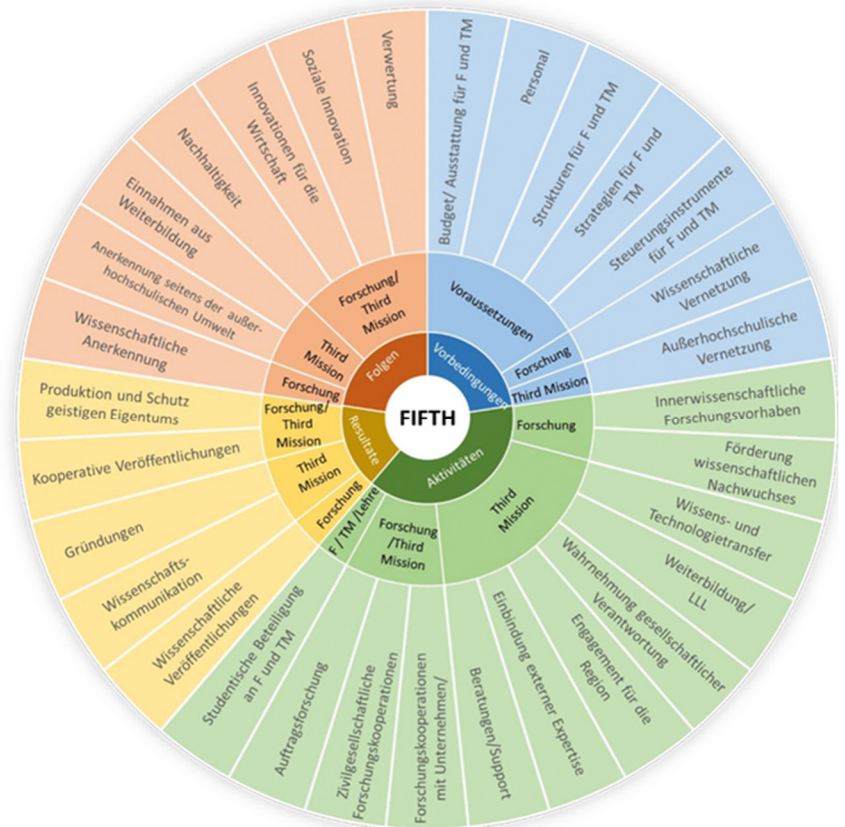 FIFTH
Vorbedingungen
Voraussetzungen
Budget/ Ausstattung für F und TM
Personal
Strukturen für F und TM
Strategien für F und
TM
Steuerungsinstrumente
für F und TM
Forschung
Wissenschaftliche
Vernetzung
Third Mission
Außerhochschulische
Vernetzung
Aktivitäten
Forschung
Innerwissenschaftliche
Forschungsvorhaben
Förderung
wissenschaftlichen
Nachwuchses
Third
Mission
Wissens- und
Technologietransfer
Weiterbildung/
LLL
Wahrnehmung gesellschaftlicher
Verantwortung
Engagement für die
Region
Einbindung externer Expertise
Beratungen/Support
Forschung
/Third
Mission
Forschungskooperationen
mit Unternehmen/
Zivilgesellschaftliche
Forschungskooperationen
Auftragsforschung
F / TM /Lehre
Studentische Beteiligung
an F und TM
Resultate
Forschung
Wissenschaftliche
Veröffentlichungen
Third
Mission
Wissenschafts-
kommunikation
Gründungen
Forschung/
Third
Mission
Kooperative Veröffentlichungen
Produktion und Schutz
geistigen Eigentums
Folgen
Forschung
Wissenschaftliche
Anerkennung
Third
Mission
Anerkennung seitens der außer-
hochschulischen Umwelt
Einnahmen aus
Weiterbildung
Forschung/
Third
Mission
Nachhaltigkeit
Innovationen für die
Wirtschaft
Soziale Innovation
Verwertung